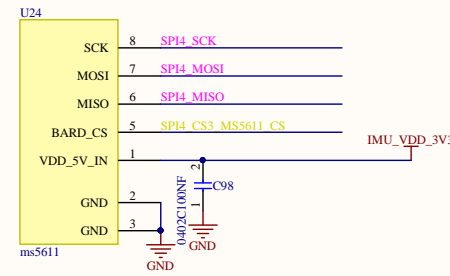 U24
SCK 8 SPI4_SCK
MOSI 7 SPI4_MOSI
MISO 6 SPI4_MISO
BARD_CS 5 SPI4_CS3_MS5611_CS
IMU_VDD_3V3
VDD_5V_IN 1
2
C98
1
0402C100NF
GND 2
GND 3
GND
GND
ms5611